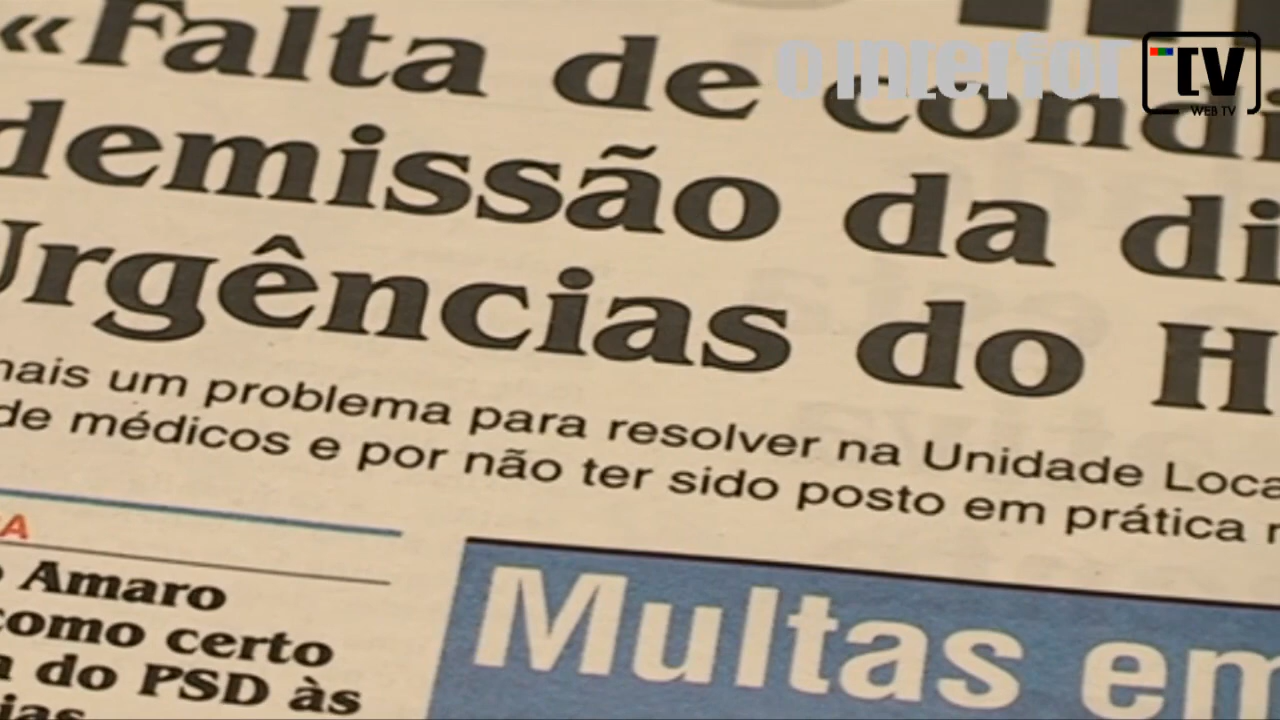 «Falta de condi
demissão da di
Urgências do H
mais um problema para resolver na Unidade Loca
de médicos e por não ter sido posto em prática
A
Amaro
como certo
do PSD às
Multas em
O INTERIOR
TV
WEB TV